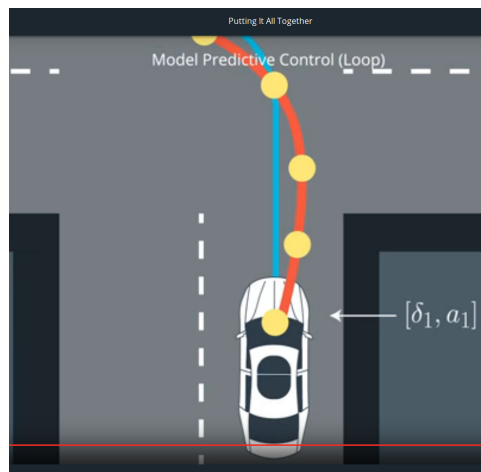 Putting It All Together
Model Predictive Control (Loop)
[δ₁, a₁]